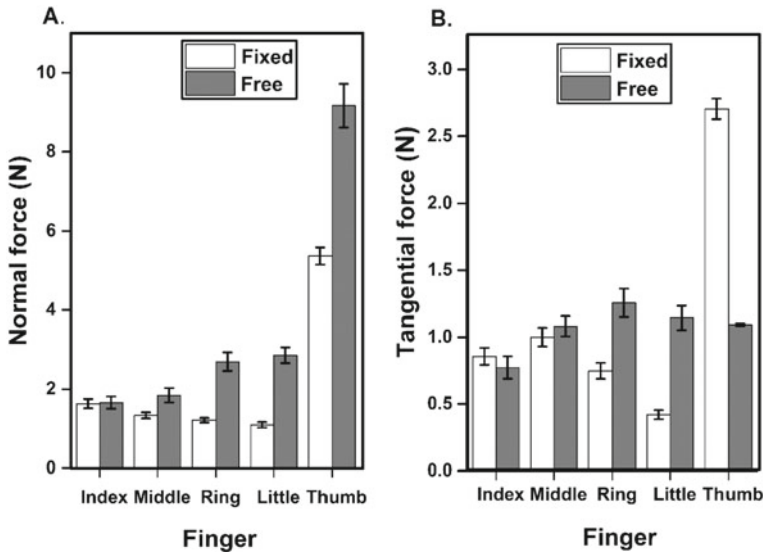 A.
Fixed
Free
Normal force (N)
10
8
6
4
2
0
Index Middle Ring Little Thumb
Finger
B.
Fixed
Free
Tangential force (N)
3.0
2.5
2.0
1.5
1.0
0.5
0.0
Index Middle Ring Little Thumb
Finger